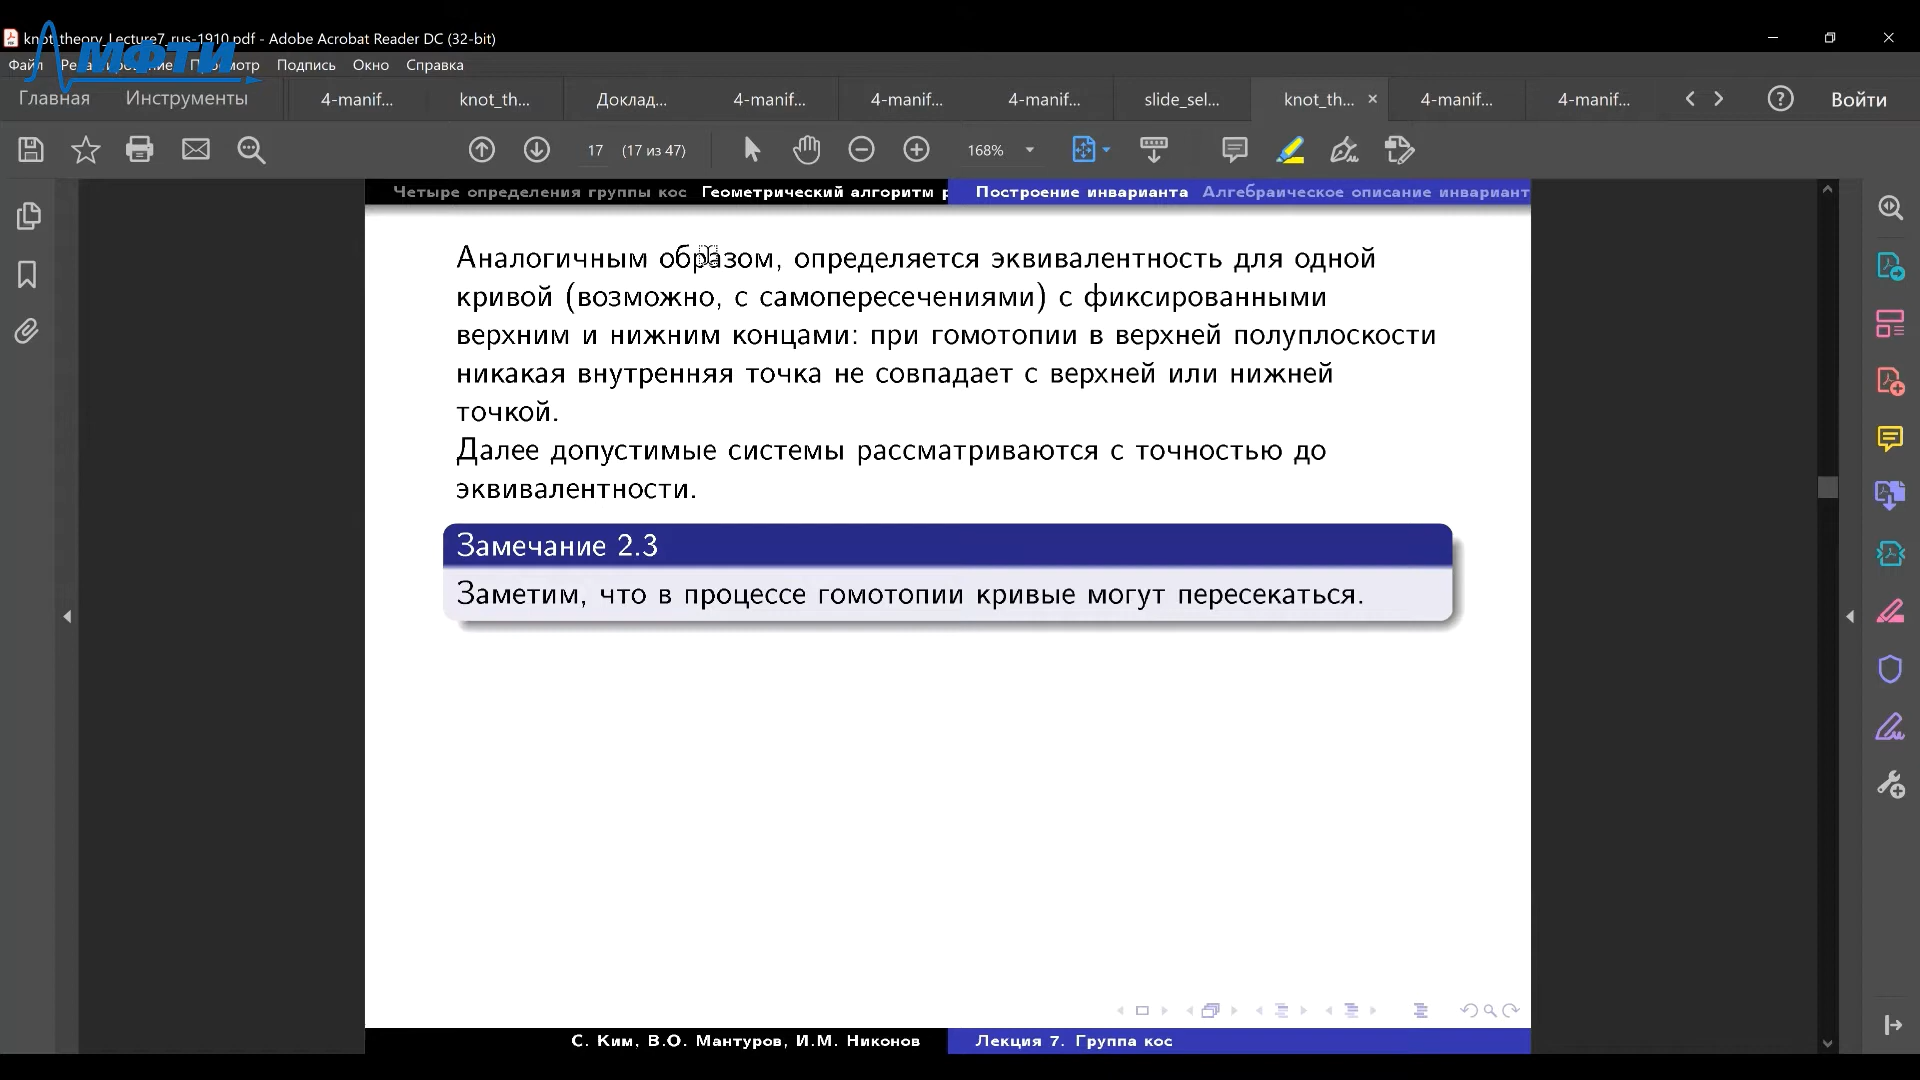 knot_theory_Lecture7_rus-1910.pdf - Adobe Acrobat Reader DC (32-bit)
МФТИ
Файл Редактирование Просмотр Подпись Окно Справка
Главная Инструменты 4-manif... knot_th... Доклад... 4-manif... 4-manif... 4-manif... slide_sel... knot_th... 4-manif... 4-manif... Войти
17 (17 из 47) 168%
Четыре определения группы кос Геометрический алгоритм р Построение инварианта Алгебраическое описание инвариант
Аналогичным образом, определяется эквивалентность для одной
кривой (возможно, с самопересечениями) с фиксированными
верхним и нижним концами: при гомотопии в верхней полуплоскости
никакая внутренняя точка не совпадает с верхней или нижней
точкой.
Далее допустимые системы рассматриваются с точностью до
эквивалентности.
Замечание 2.3
Заметим, что в процессе гомотопии кривые могут пересекаться.
С. Ким, В.О. Мантуров, И.М. Никонов Лекция 7. Группа кос